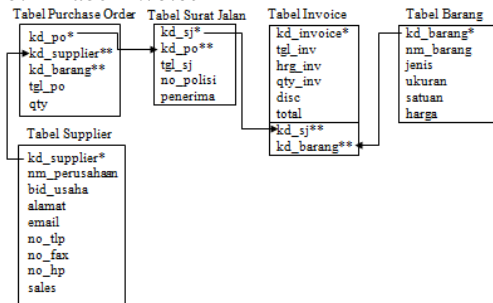 Tabel Purchase Order
kd_po*
kd_supplier**
kd_barang**
tgl_po
qty
Tabel Surat Jalan
kd_sj*
kd_po**
tgl_sj
no_polisi
penerima
Tabel Invoice
kd_invoice*
tgl_inv
hrg_inv
qty_inv
disc
total
kd_sj**
kd_barang**
Tabel Barang
kd_barang*
nm_barang
jenis
ukuran
satuan
harga
Tabel Supplier
kd_supplier*
nm_perusahaan
bid_usaha
alamat
email
no_tlp
no_fax
no_hp
sales